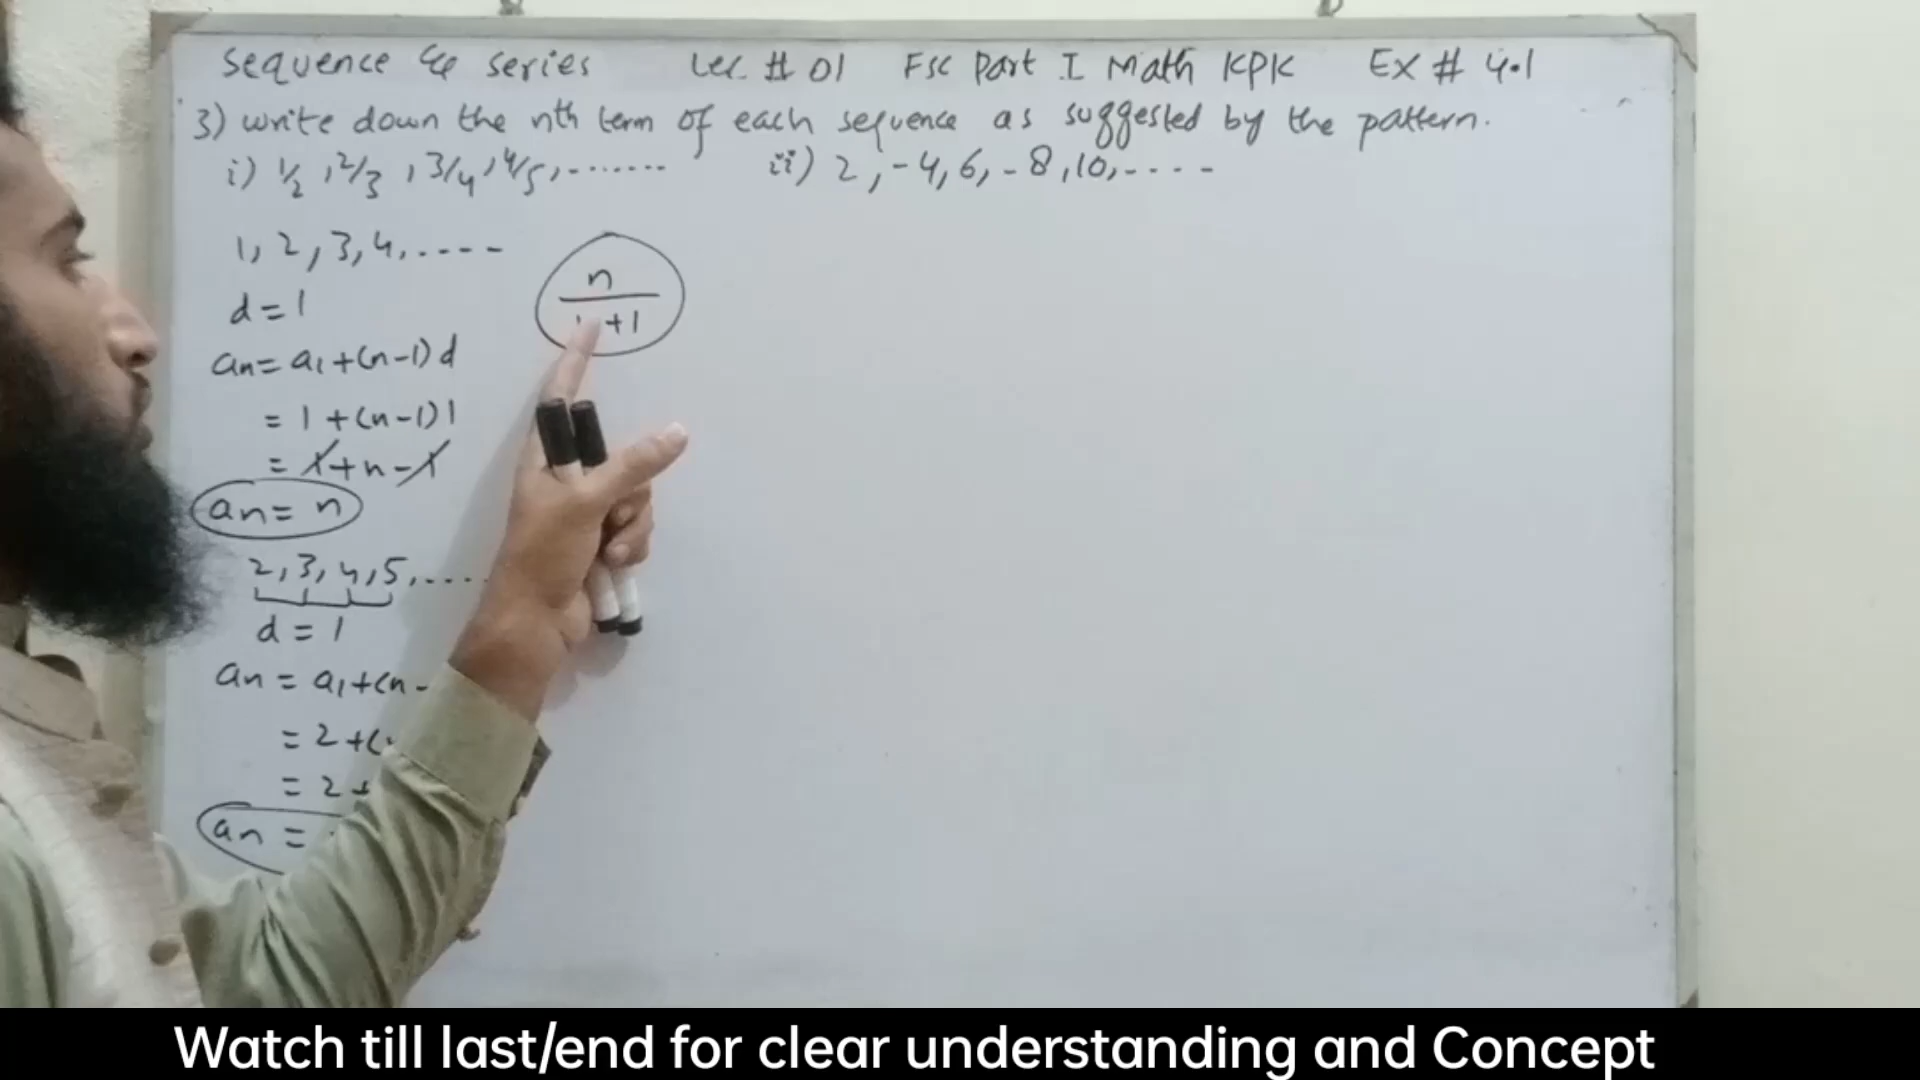 Sequence & series Lec # 01 Fsc Part I Math KPK Ex # 4.1
3) write down the nth term of each sequence as suggested by the pattern.
i) 1/2, 2/3, 3/4, 4/5, ....... ii) 2, -4, 6, -8, 10, ----
1, 2, 3, 4, ....
d = 1
an = a1 + (n-1) d
= 1 + (n-1) 1
= 1 + n - 1
an = n
n
+1
2, 3, 4, 5, ....
d = 1
an = a1 + (n -
= 2 + (
= 2 +
an =
Watch till last/end for clear understanding and Concept